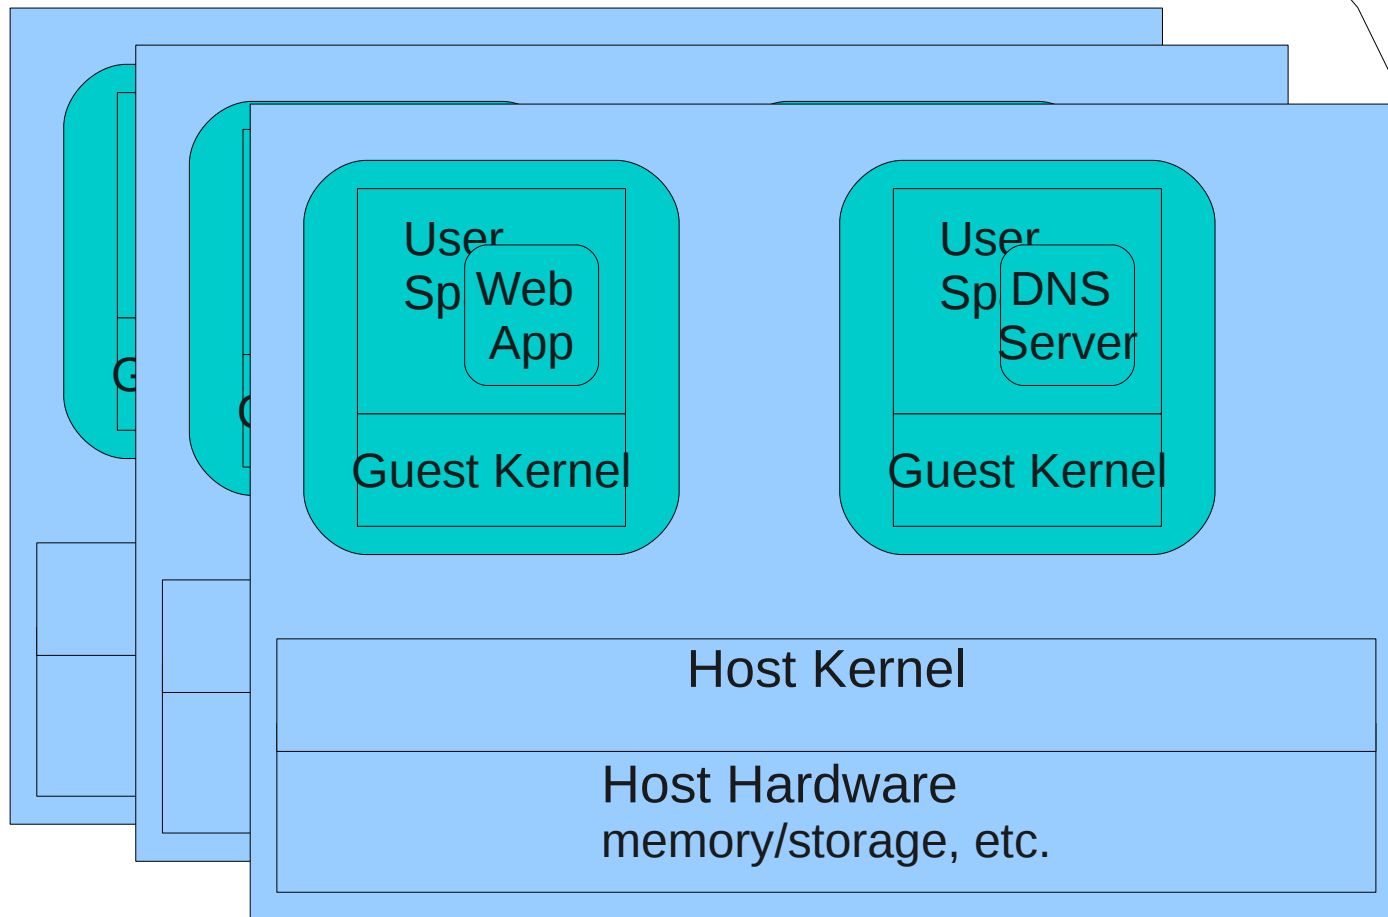 User
Sp
Web
App
Guest Kernel
User
Sp
DNS
Server
Guest Kernel
G
G
Host Kernel
Host Hardware
memory/storage, etc.